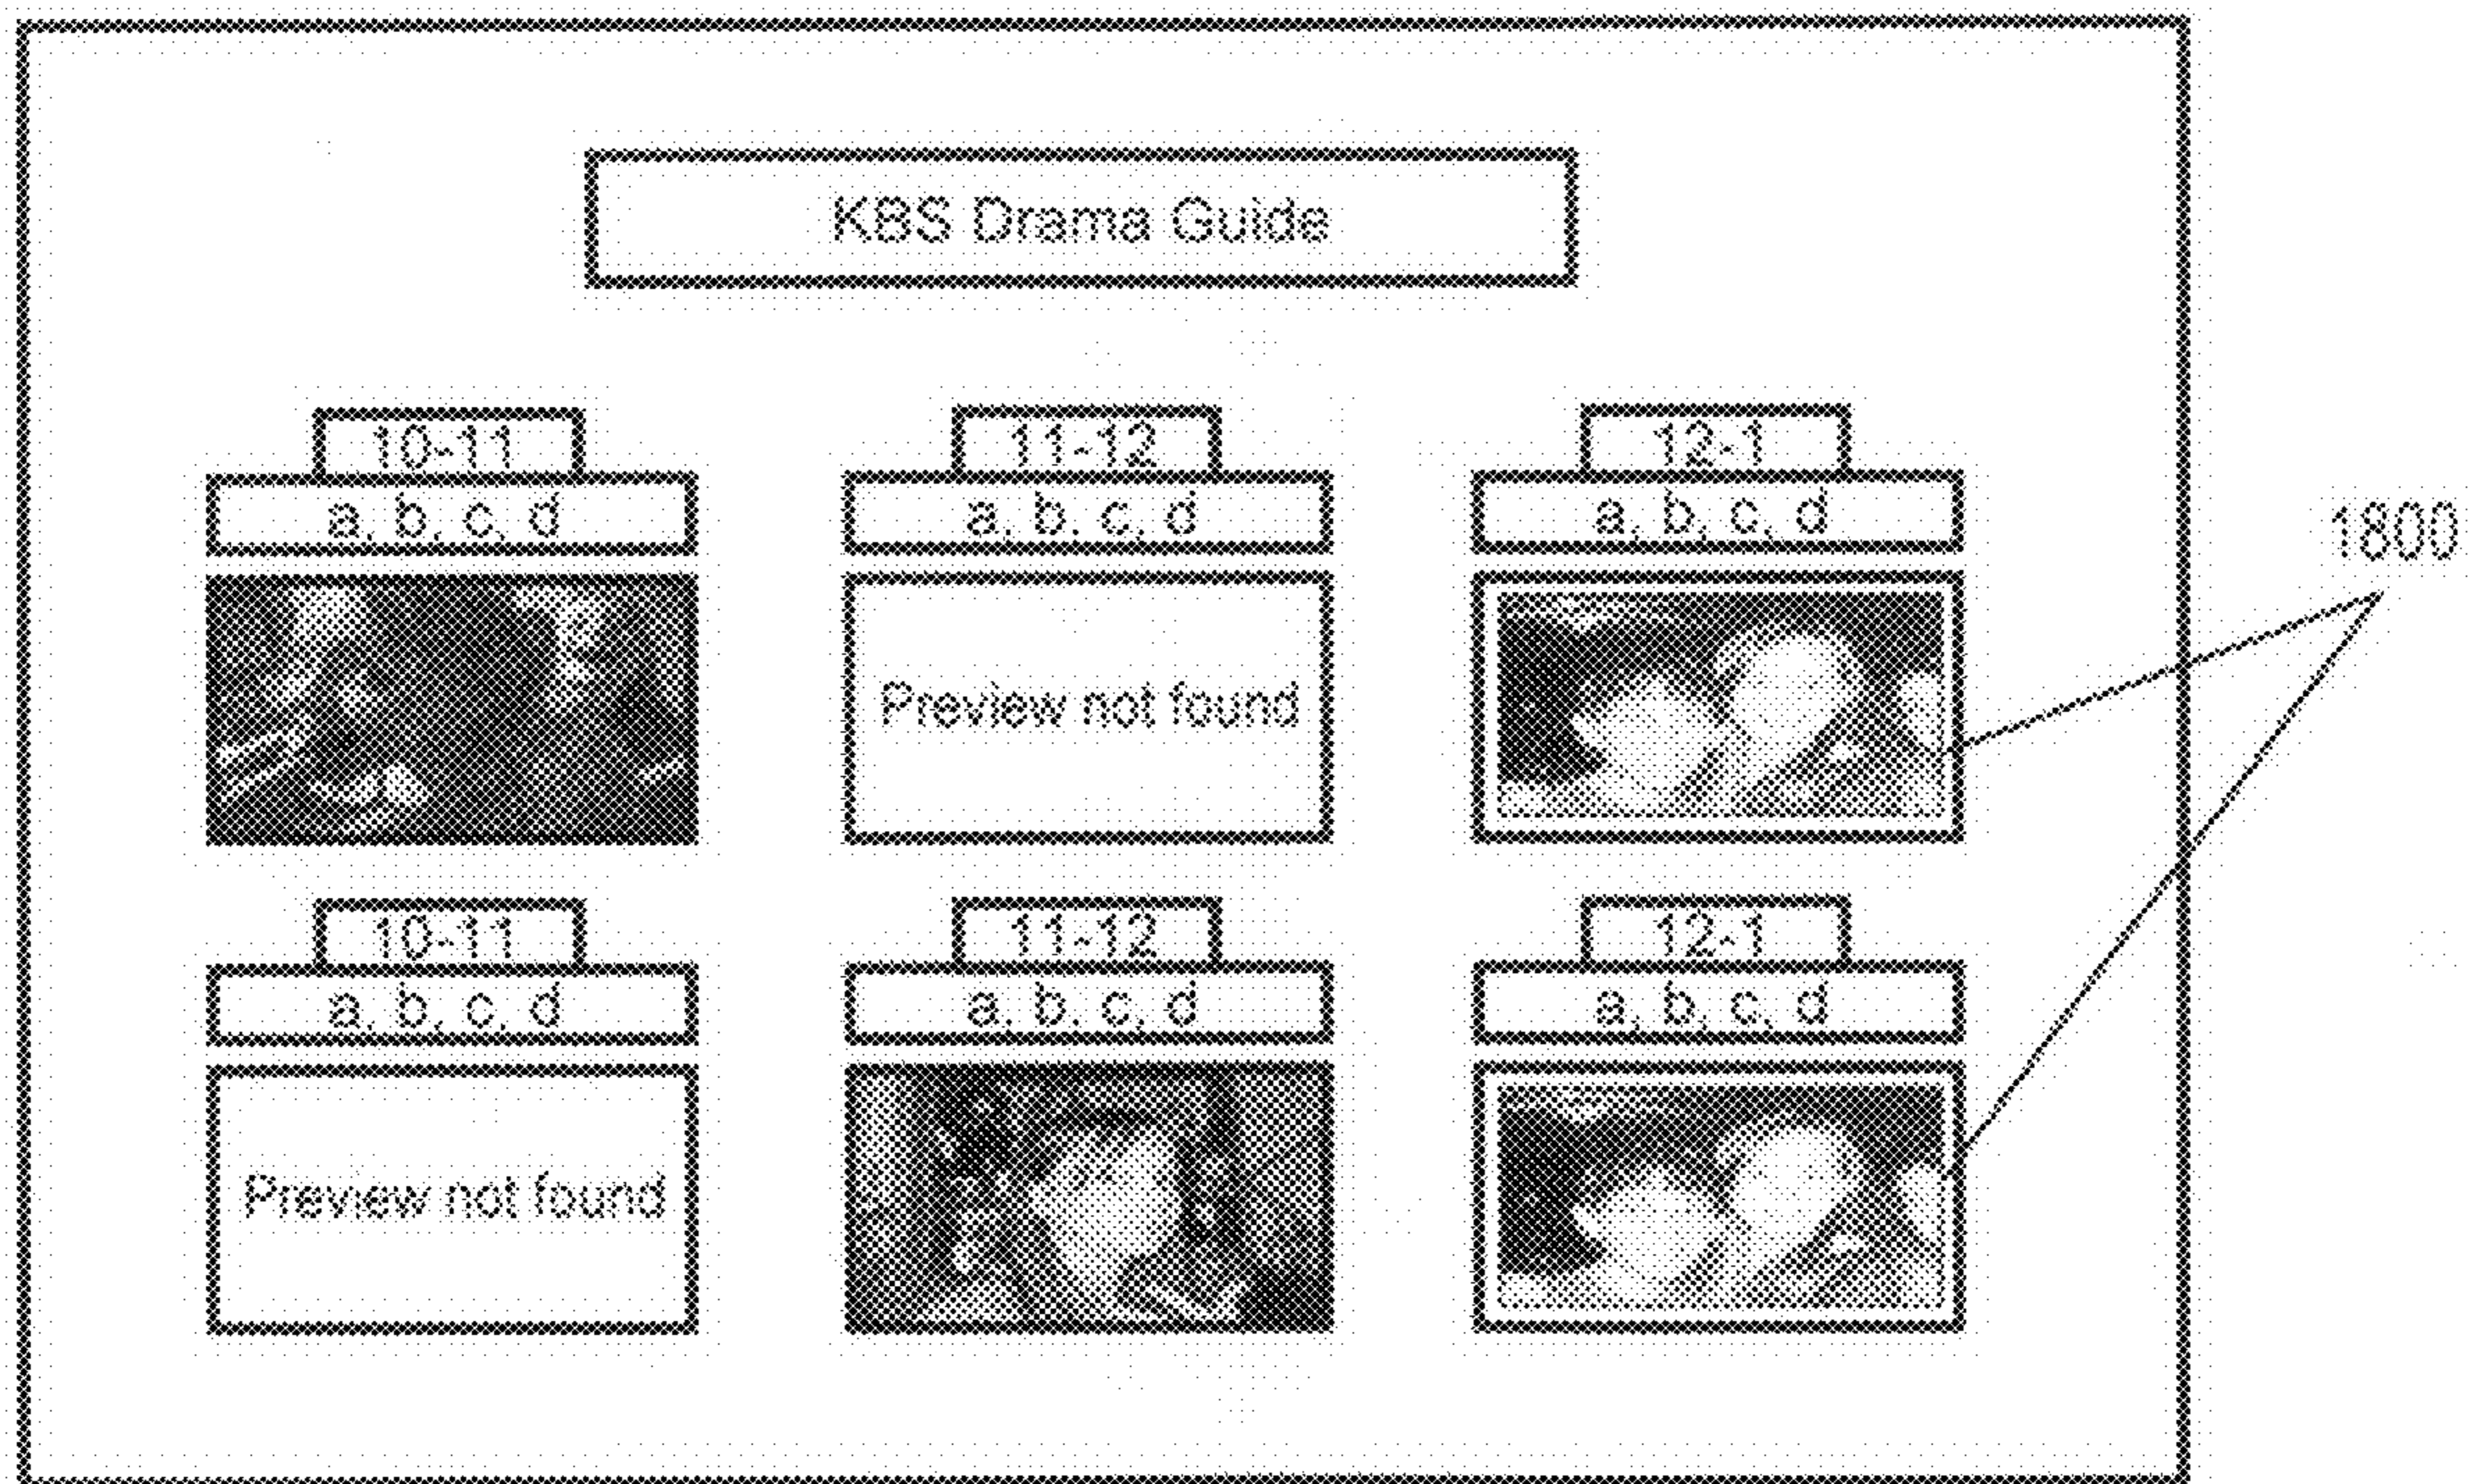 KBS Drama Guide
10-11
11-12
12-1
a, b, c, d
a, b, c, d
a, b, c, d
1800
Preview not found
10-11
11-12
12-1
a, b, c, d
a, b, c, d
a, b, c, d
Preview not found